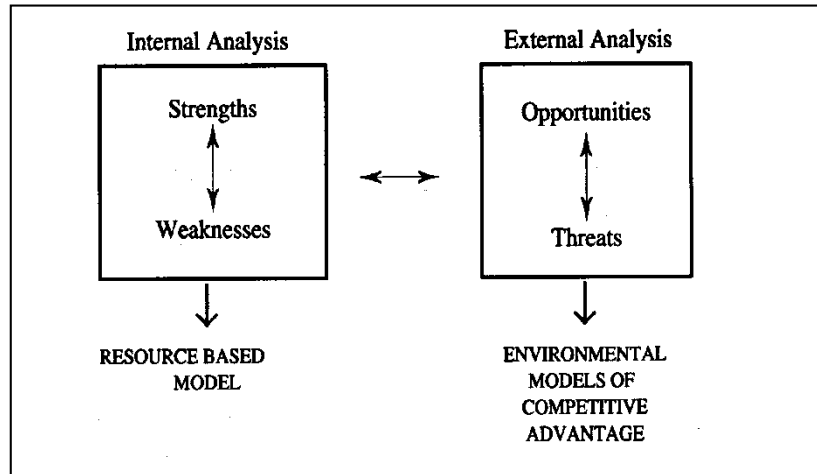 Internal Analysis
Strengths
Weaknesses
RESOURCE BASED
MODEL
External Analysis
Opportunities
Threats
ENVIRONMENTAL
MODELS OF
COMPETITIVE
ADVANTAGE